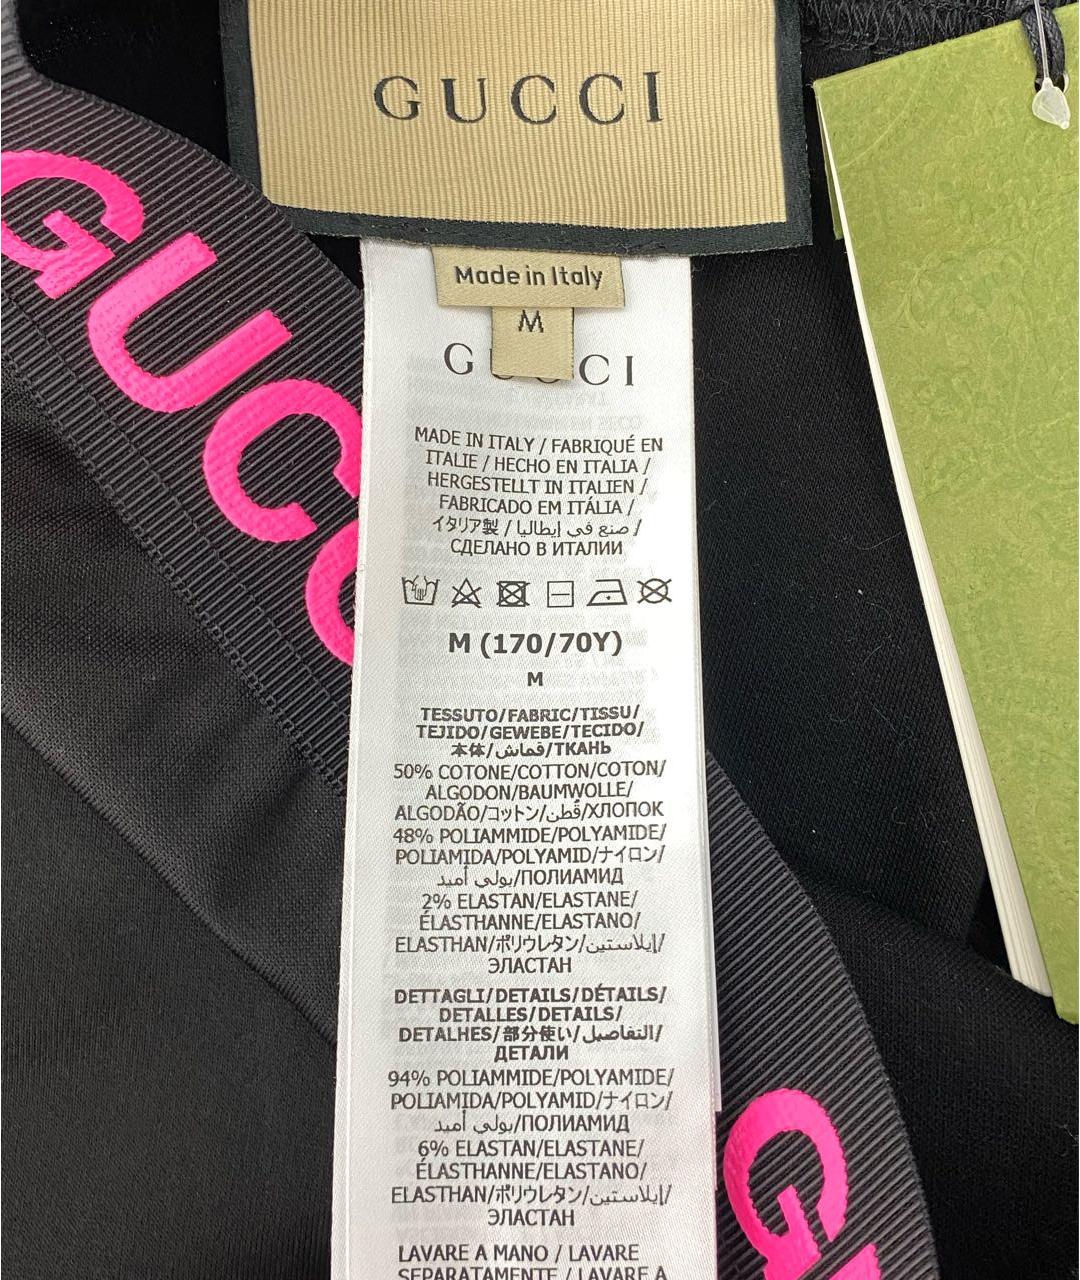 GUCCI
GUCC
Made in Italy
M
GUCCI
MADE IN ITALY / FABRIQUÉ EN
ITALIE / HECHO EN ITALIA /
HERGESTELLT IN ITALIEN /
FABRICADO EM ITÁLIA /
イタリア製 / صنع في إيطاليا /
СДЕЛАНО В ИТАЛИИ
M (170/70Y)
M
TESSUTO/FABRIC/TISSU/
TEJIDO/GEWEBE/TECIDO/
本体/قماش/ТКАНЬ
50% COTONE/COTTON/COTON/
ALGODON/BAUMWOLLE/
ALGODÃO/コットン/قُطن/ХЛОПОК
48% POLIAMMIDE/POLYAMIDE/
POLIAMIDA/POLYAMID/ナイロン/
بولي أميد/ПОЛИАМИД
2% ELASTAN/ELASTANE/
ÉLASTHANNE/ELASTANO/
ELASTHAN/ポリウレタン/إيلاستين/
ЭЛАСТАН
DETTAGLI/DETAILS/DÉTAILS/
DETALLES/DETAILS/
DETALHES/部分使い/التفاصيل/
ДЕТАЛИ
94% POLIAMMIDE/POLYAMIDE/
POLIAMIDA/POLYAMID/ナイロン/
بولي أميد/ПОЛИАМИД
6% ELASTAN/ELASTANE/
ÉLASTHANNE/ELASTANO/
ELASTHAN/ポリウレタン/إيلاستين/
ЭЛАСТАН
LAVARE A MANO / LAVARE
SEPARATAMENTE / LAVARE A
G